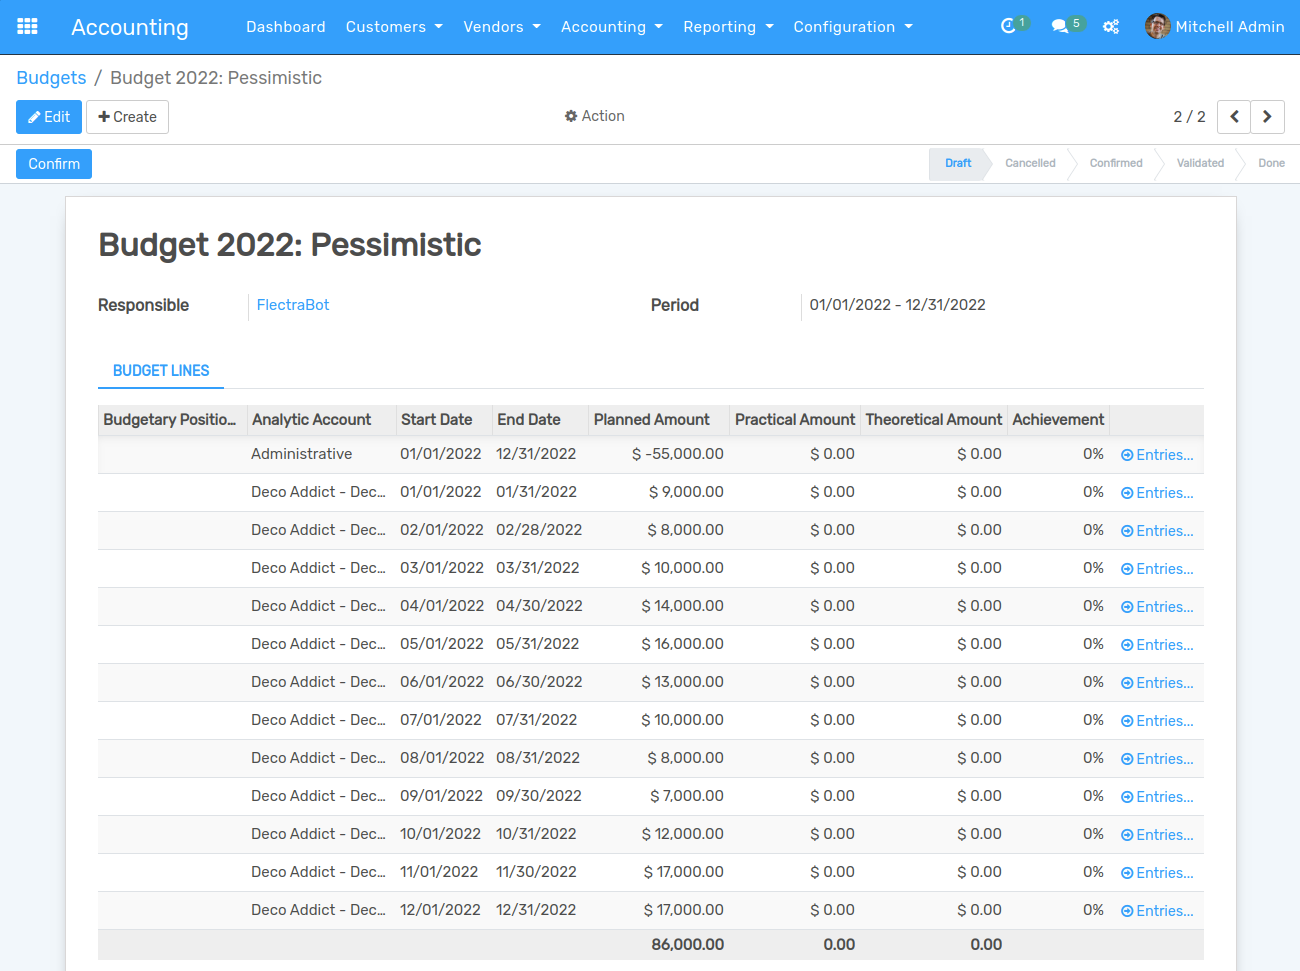 Accounting Dashboard Customers Vendors Accounting Reporting Configuration 1 5 Mitchell Admin
Budgets / Budget 2022: Pessimistic
Edit Create Action 2 / 2
Confirm Draft Cancelled Confirmed Validated Done
Budget 2022: Pessimistic
Responsible FlectraBot Period 01/01/2022 - 12/31/2022
BUDGET LINES
Budgetary Positio... Analytic Account Start Date End Date Planned Amount Practical Amount Theoretical Amount Achievement
Administrative 01/01/2022 12/31/2022 $ -55,000.00 $ 0.00 $ 0.00 0% Entries...
Deco Addict - Dec... 01/01/2022 01/31/2022 $ 9,000.00 $ 0.00 $ 0.00 0% Entries...
Deco Addict - Dec... 02/01/2022 02/28/2022 $ 8,000.00 $ 0.00 $ 0.00 0% Entries...
Deco Addict - Dec... 03/01/2022 03/31/2022 $ 10,000.00 $ 0.00 $ 0.00 0% Entries...
Deco Addict - Dec... 04/01/2022 04/30/2022 $ 14,000.00 $ 0.00 $ 0.00 0% Entries...
Deco Addict - Dec... 05/01/2022 05/31/2022 $ 16,000.00 $ 0.00 $ 0.00 0% Entries...
Deco Addict - Dec... 06/01/2022 06/30/2022 $ 13,000.00 $ 0.00 $ 0.00 0% Entries...
Deco Addict - Dec... 07/01/2022 07/31/2022 $ 10,000.00 $ 0.00 $ 0.00 0% Entries...
Deco Addict - Dec... 08/01/2022 08/31/2022 $ 8,000.00 $ 0.00 $ 0.00 0% Entries...
Deco Addict - Dec... 09/01/2022 09/30/2022 $ 7,000.00 $ 0.00 $ 0.00 0% Entries...
Deco Addict - Dec... 10/01/2022 10/31/2022 $ 12,000.00 $ 0.00 $ 0.00 0% Entries...
Deco Addict - Dec... 11/01/2022 11/30/2022 $ 17,000.00 $ 0.00 $ 0.00 0% Entries...
Deco Addict - Dec... 12/01/2022 12/31/2022 $ 17,000.00 $ 0.00 $ 0.00 0% Entries...
86,000.00 0.00 0.00